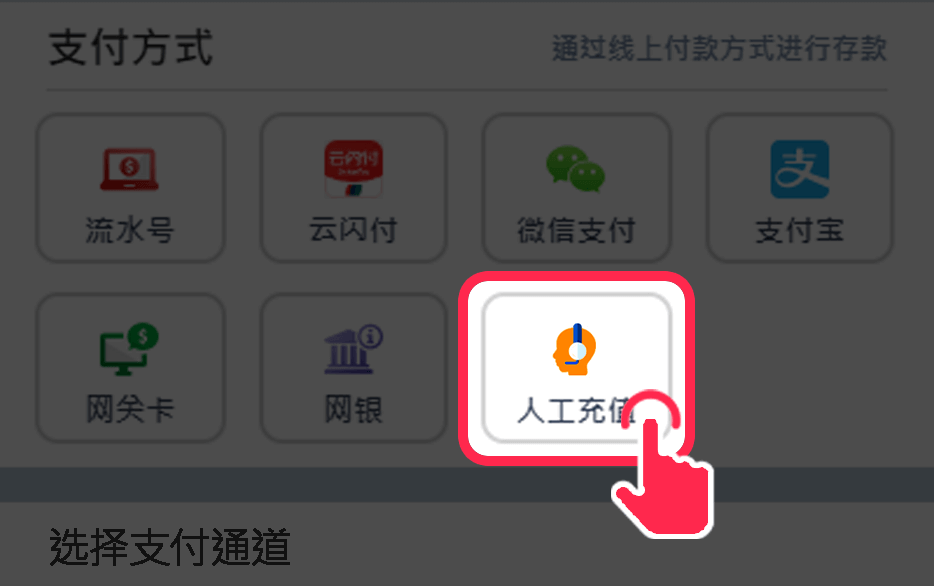 支付方式
通过线上付款方式进行存款
云闪付
流水号
云闪付
微信支付
支付宝
网关卡
网银
人工充值
选择支付通道